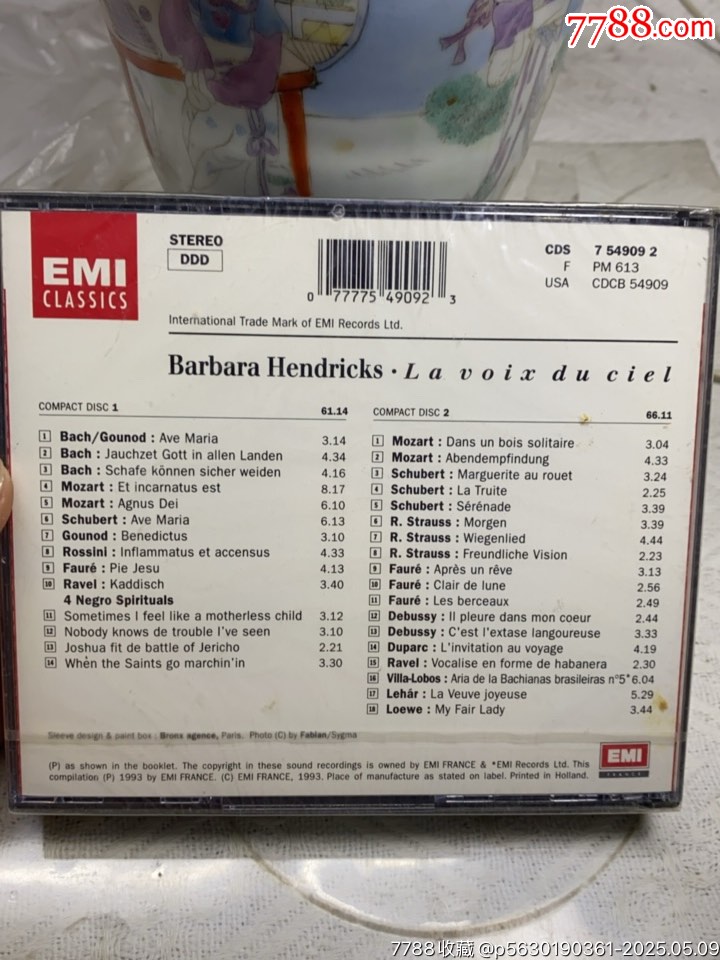 7788.com
EMI
CLASSICS
STEREO
DDD
0 77775 49092 3
CDS 7 54909 2
F PM 613
USA CDCB 54909
International Trade Mark of EMI Records Ltd.
Barbara Hendricks · La voix du ciel
COMPACT DISC 1 61.14
1 Bach/Gounod : Ave Maria 3.14
2 Bach : Jauchzet Gott in allen Landen 4.34
3 Bach : Schafe können sicher weiden 4.16
4 Mozart : Et incarnatus est 8.17
5 Mozart : Agnus Dei 6.10
6 Schubert : Ave Maria 6.13
7 Gounod : Benedictus 3.10
8 Rossini : Inflammatus et accensus 4.33
9 Fauré : Pie Jesu 4.13
10 Ravel : Kaddisch 3.40
4 Negro Spirituals
11 Sometimes I feel like a motherless child 3.12
12 Nobody knows de trouble I've seen 3.10
13 Joshua fit de battle of Jericho 2.21
14 When the Saints go marchin'in 3.30
COMPACT DISC 2 66.11
1 Mozart : Dans un bois solitaire 3.04
2 Mozart : Abendempfindung 4.33
3 Schubert : Marguerite au rouet 3.24
4 Schubert : La Truite 2.25
5 Schubert : Sérénade 3.39
6 R. Strauss : Morgen 3.39
7 R. Strauss : Wiegenlied 4.44
8 R. Strauss : Freundliche Vision 2.23
9 Fauré : Après un rêve 3.13
10 Fauré : Clair de lune 2.56
11 Fauré : Les berceaux 2.49
12 Debussy : Il pleure dans mon coeur 2.44
13 Debussy : C'est l'extase langoureuse 3.33
14 Duparc : L'invitation au voyage 4.19
15 Ravel : Vocalise en forme de habanera 2.30
16 Villa-Lobos : Aria de la Bachianas brasileiras n°5* 6.04
17 Lehár : La Veuve joyeuse 5.29
18 Loewe : My Fair Lady 3.44
Sleeve design & paint box : Bronx agence, Paris. Photo (C) by Fabian/Sygma
(P) as shown in the booklet. The copyright in these sound recordings is owned by EMI FRANCE & *EMI Records Ltd. This
compilation (P) 1993 by EMI FRANCE. (C) EMI FRANCE, 1993. Place of manufacture as stated on label. Printed in Holland.
EMI
FRANCE
7788收藏 @p5630190361-2025.05.09